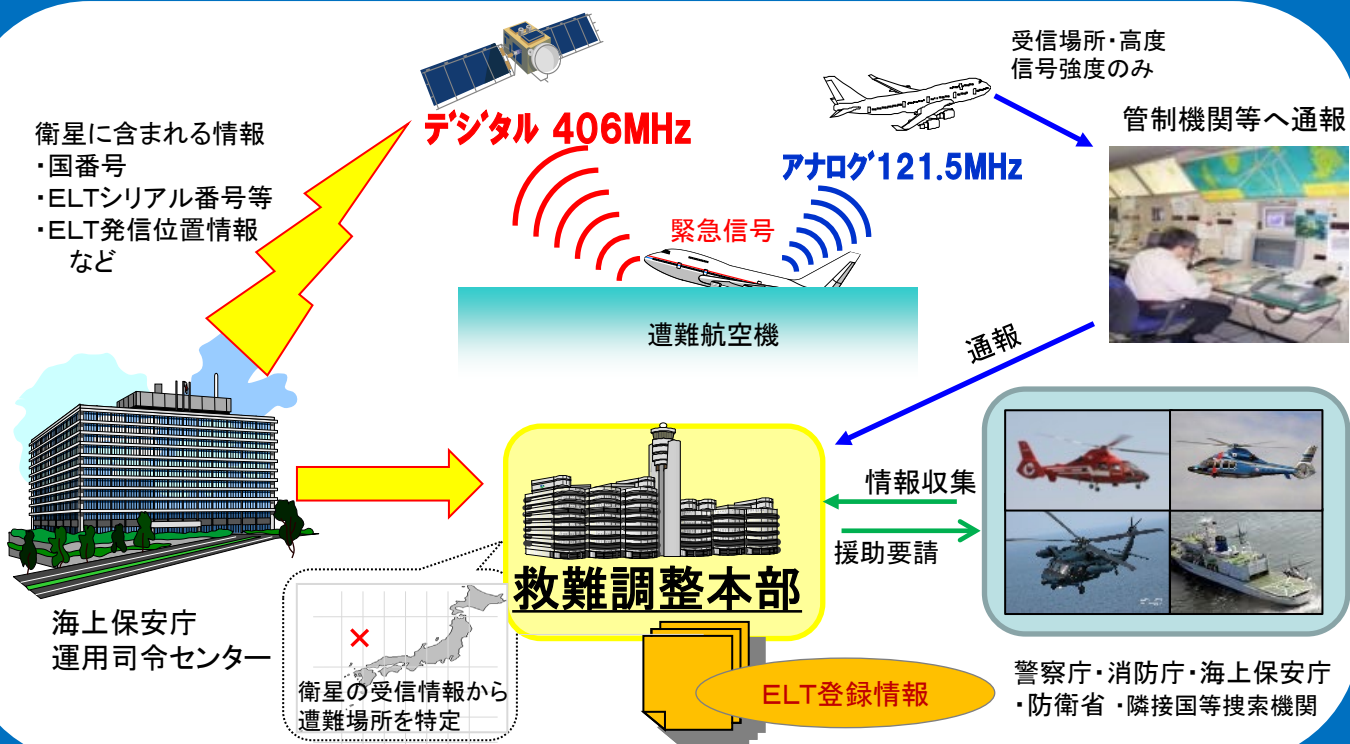 受信場所・高度
信号強度のみ
デジタル 406MHz
管制機関等へ通報
衛星に含まれる情報
・国番号
・ELTシリアル番号等
・ELT発信位置情報
など
アナログ121.5MHz
緊急信号
遭難航空機
通報
情報収集
援助要請
救難調整本部
海上保安庁
運用司令センター
衛星の受信情報から
遭難場所を特定
ELT登録情報
警察庁・消防庁・海上保安庁
・防衛省・隣接国等捜索機関